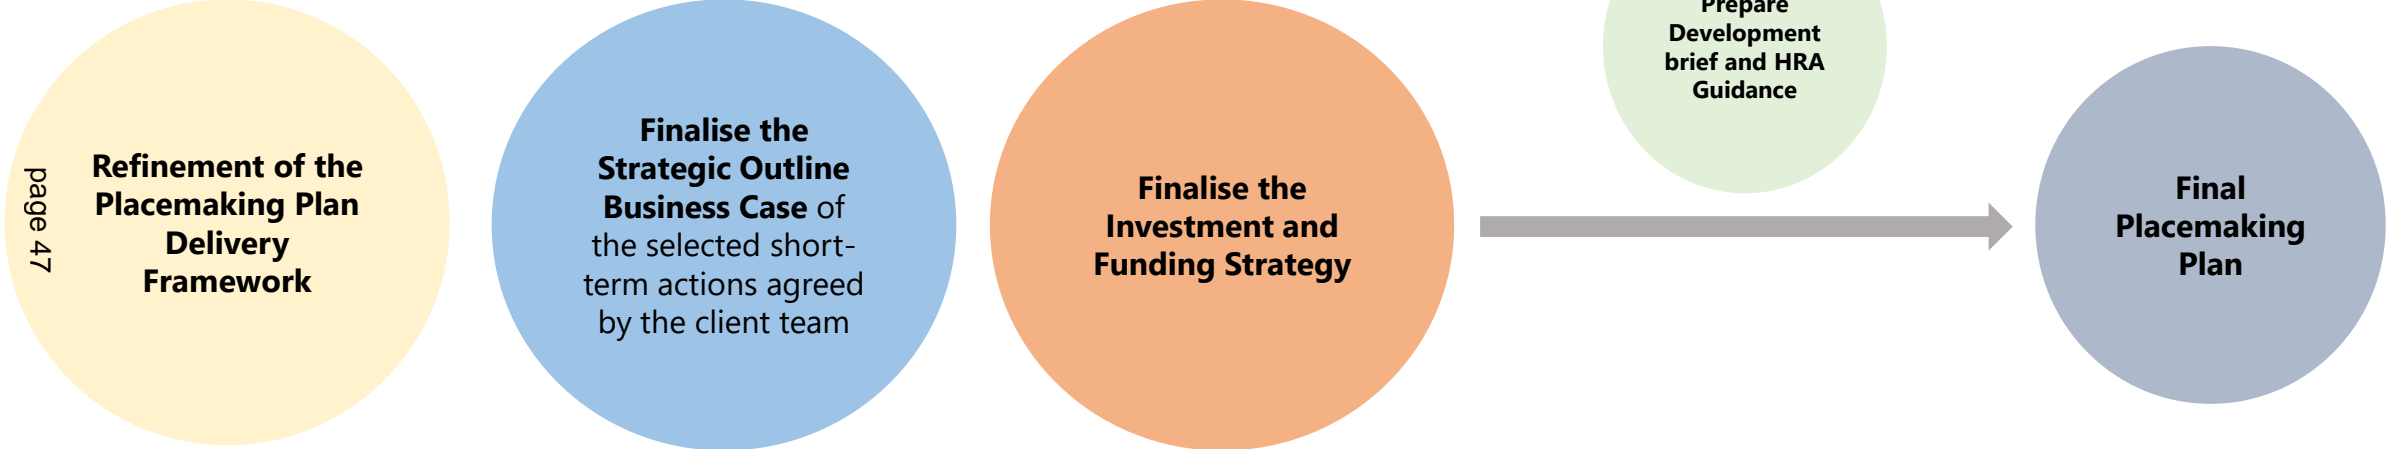 page 47
Refinement of the
Placemaking Plan
Delivery
Framework
Finalise the
Strategic Outline
Business Case of
the selected short-
term actions agreed
by the client team
Finalise the
Investment and
Funding Strategy
Prepare
Development
brief and HRA
Guidance
Final
Placemaking
Plan